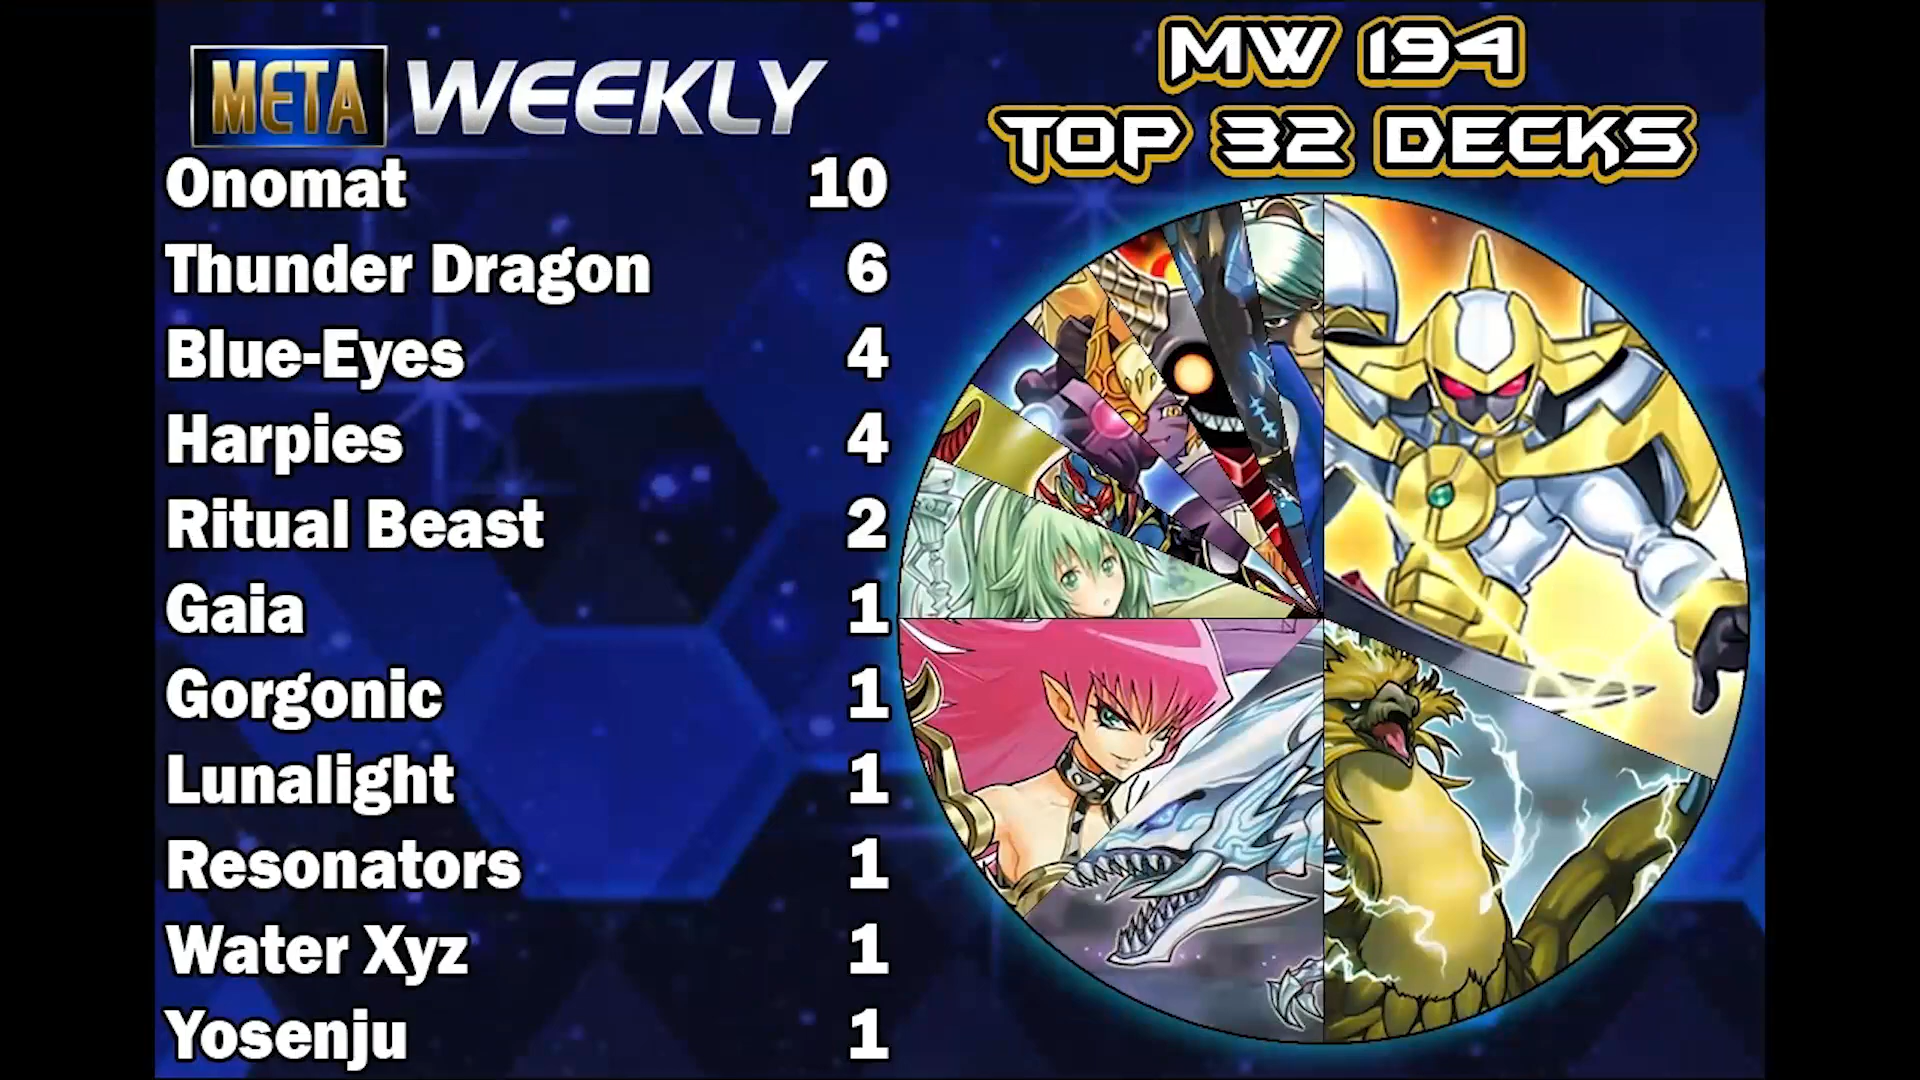 META WEEKLY
MW 194
TOP 32 DECKS
Onomat 10
Thunder Dragon 6
Blue-Eyes 4
Harpies 4
Ritual Beast 2
Gaia 1
Gorgonic 1
Lunalight 1
Resonators 1
Water Xyz 1
Yosenju 1